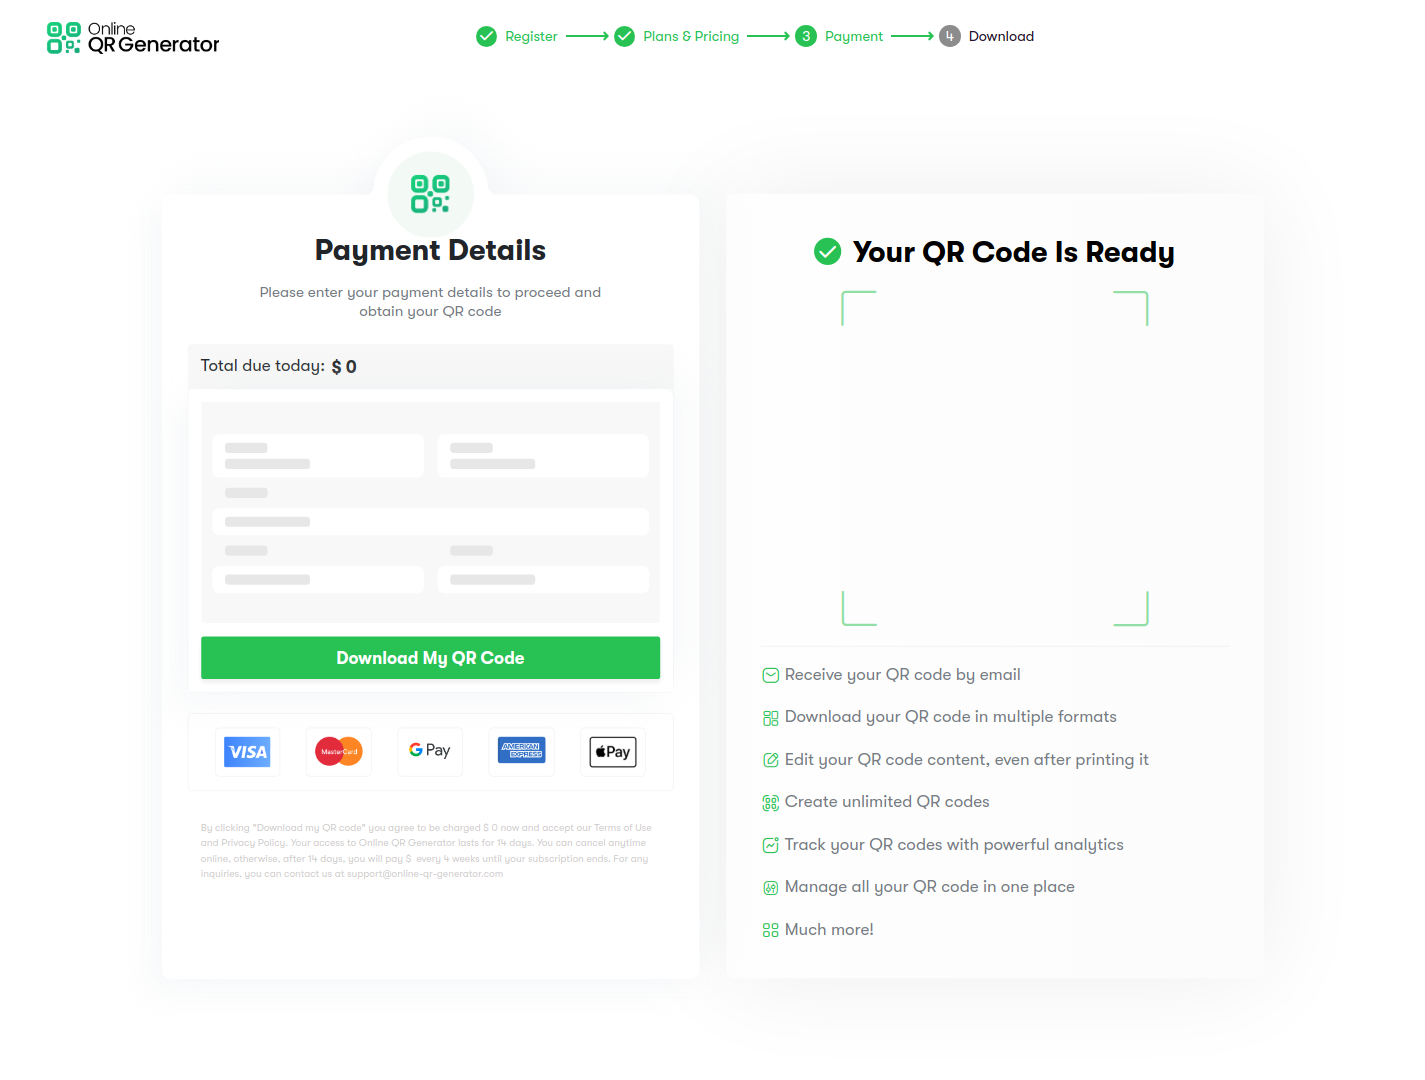 Online
QR Generator
Register
Plans & Pricing
3
Payment
4
Download
Payment Details
Please enter your payment details to proceed and
obtain your QR code
Total due today: $ 0
Download My QR Code
VISA
MasterCard
G Pay
AMERICAN
EXPRESS
Pay
By clicking "Download my QR code" you agree to be charged $ 0 now and accept our Terms of Use
and Privacy Policy. Your access to Online QR Generator lasts for 14 days. You can cancel anytime
online, otherwise, after 14 days, you will pay $ every 4 weeks until your subscription ends. For any
inquiries, you can contact us at support@online-qr-generator.com
Your QR Code Is Ready
Receive your QR code by email
Download your QR code in multiple formats
Edit your QR code content, even after printing it
Create unlimited QR codes
Track your QR codes with powerful analytics
Manage all your QR code in one place
Much more!